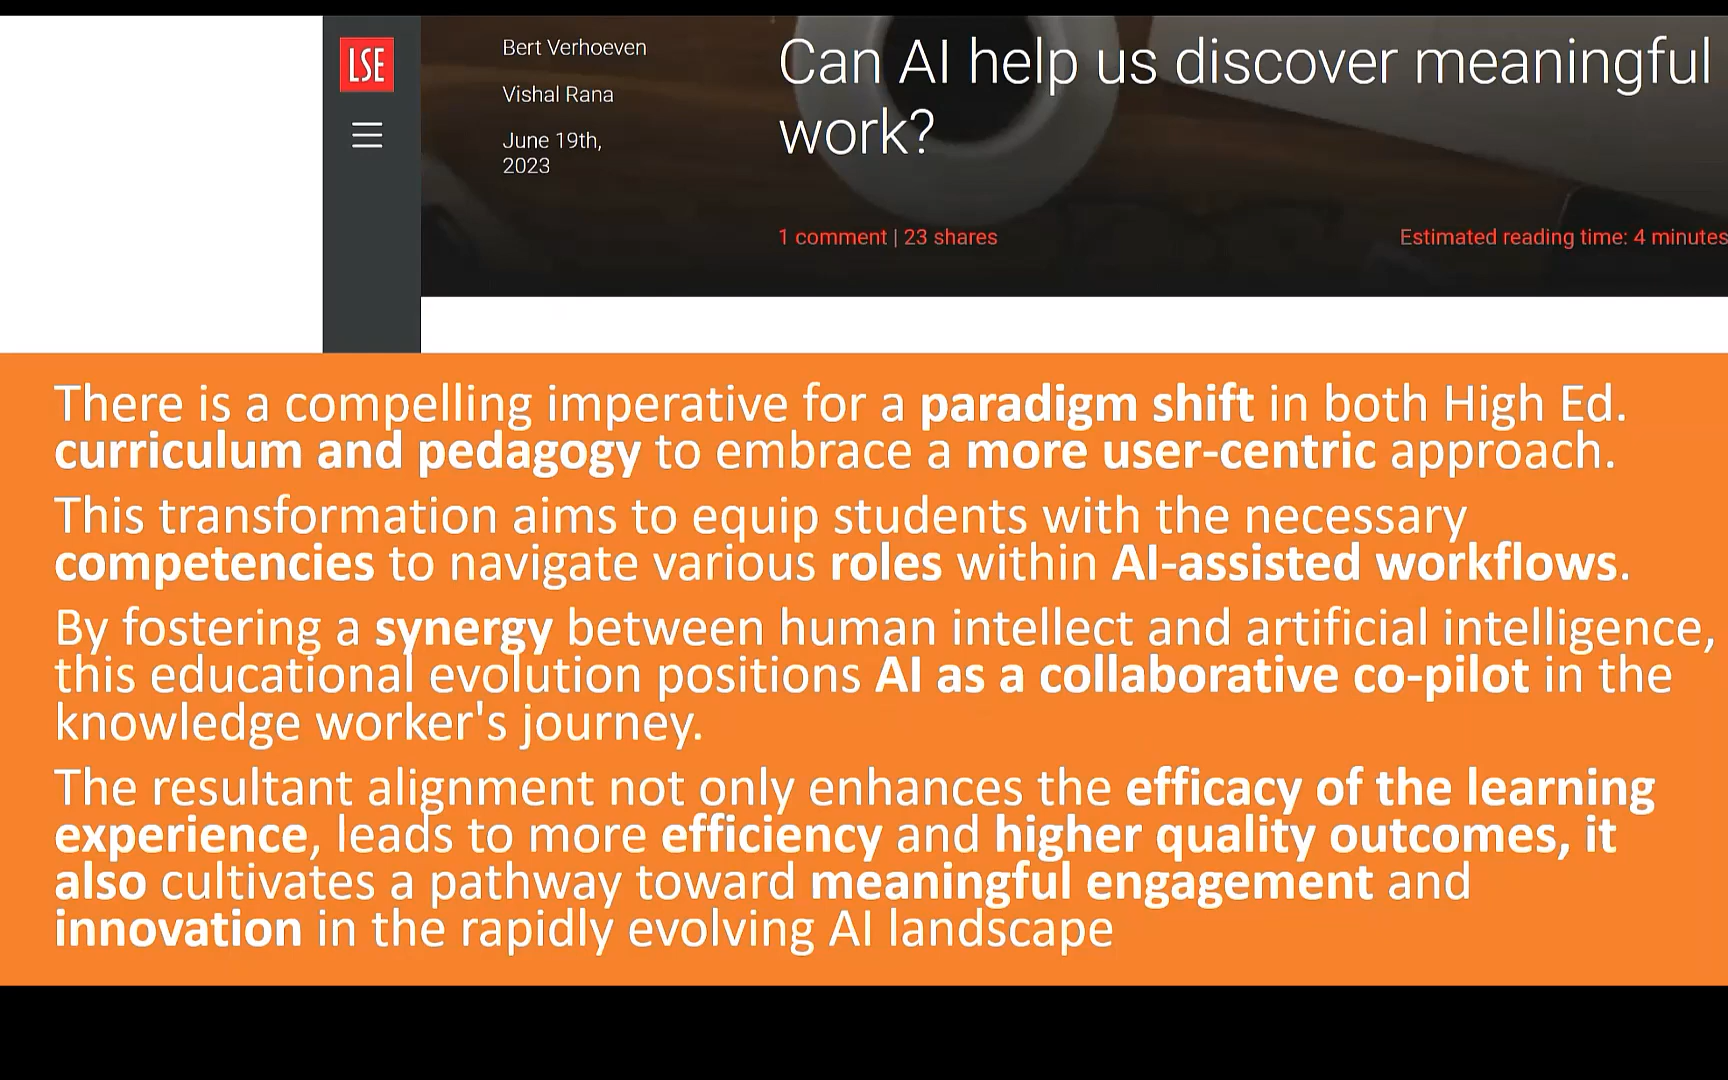 LSE
Bert Verhoeven
Vishal Rana
June 19th,
2023
Can AI help us discover meaningful
work?
1 comment | 23 shares
Estimated reading time: 4 minutes
There is a compelling imperative for a paradigm shift in both High Ed.
curriculum and pedagogy to embrace a more user-centric approach.
This transformation aims to equip students with the necessary
competencies to navigate various roles within AI-assisted workflows.
By fostering a synergy between human intellect and artificial intelligence,
this educational evolution positions AI as a collaborative co-pilot in the
knowledge worker's journey.
The resultant alignment not only enhances the efficacy of the learning
experience, leads to more efficiency and higher quality outcomes, it
also cultivates a pathway toward meaningful engagement and
innovation in the rapidly evolving AI landscape